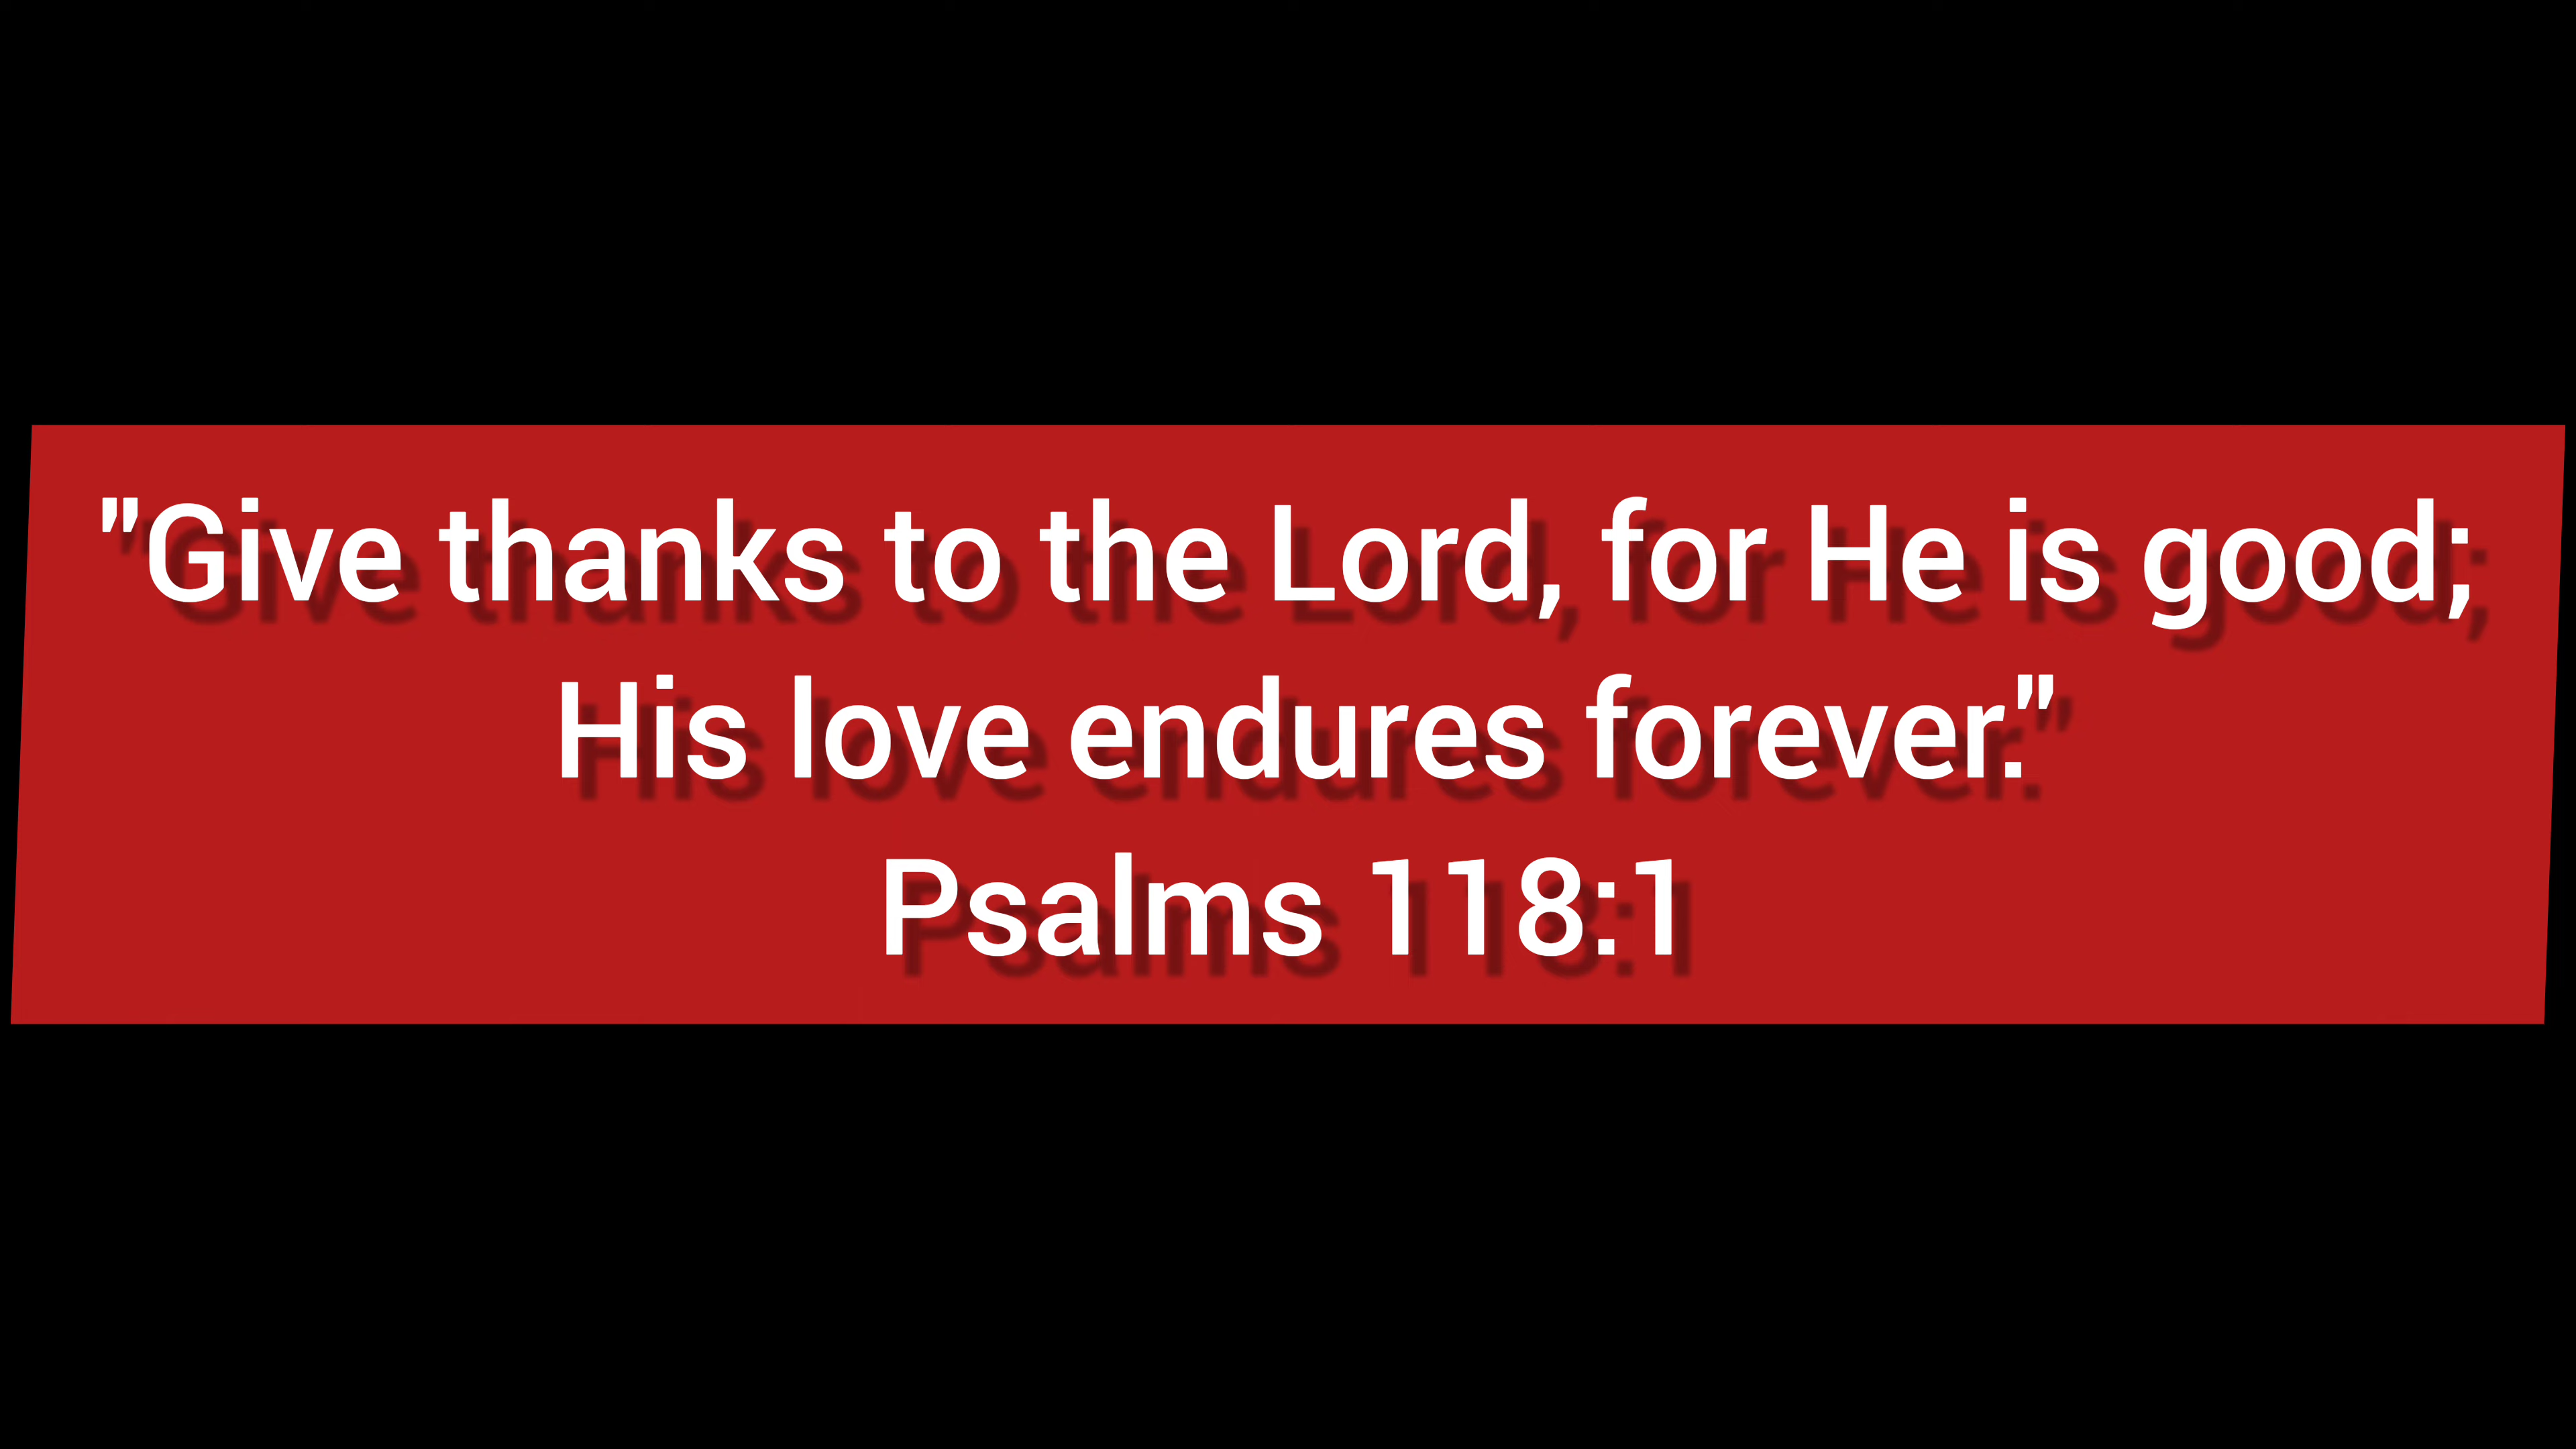 "Give thanks to the Lord, for He is good;
His love endures forever."
Psalms 118:1